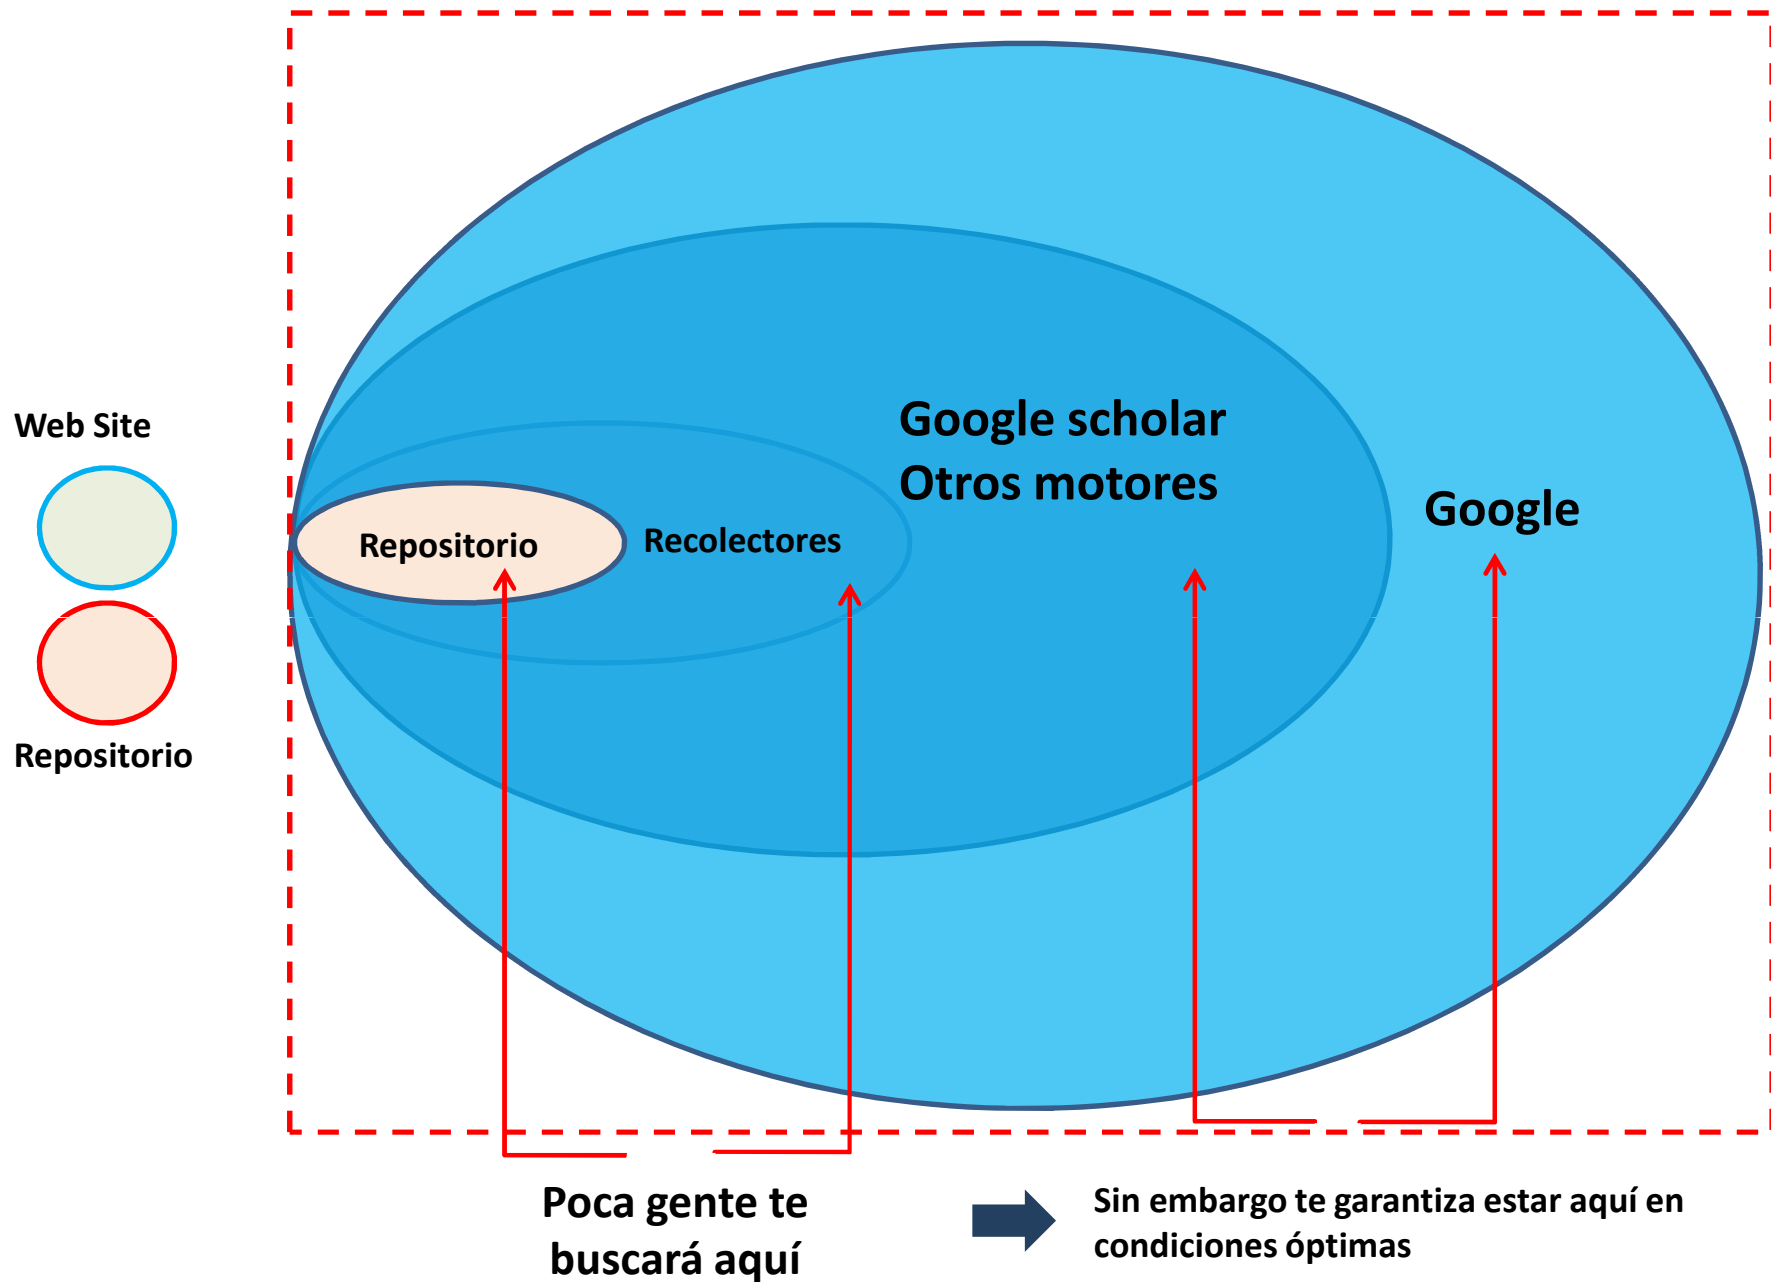 Web Site
Repositorio
Repositorio
Recolectores
Google scholar
Otros motores
Google
Poca gente te
buscará aquí
Sin embargo te garantiza estar aquí en
condiciones óptimas